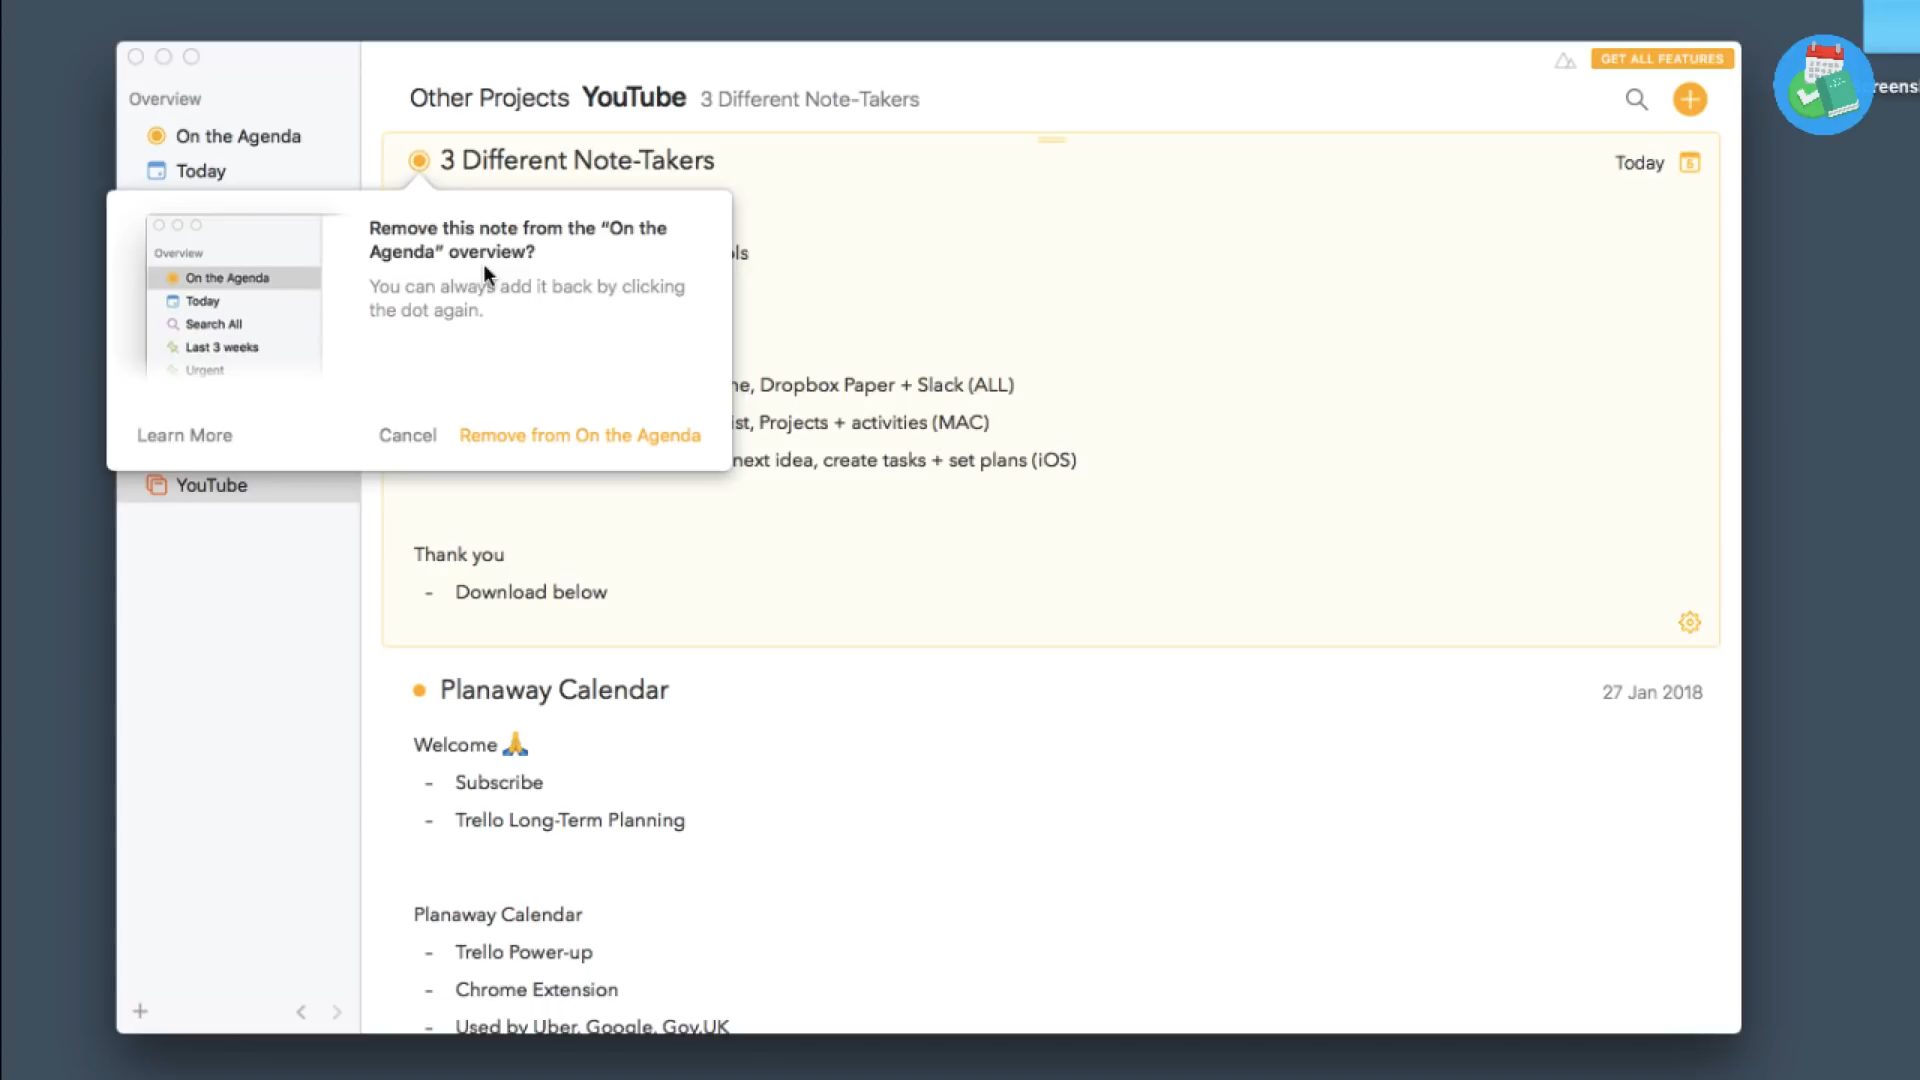 GET ALL FEATURES
Overview
Other Projects YouTube 3 Different Note-Takers
On the Agenda
Today
3 Different Note-Takers
Today
6
Remove this note from the “On the
Agenda” overview?
You can always add it back by clicking
the dot again.
Overview
On the Agenda
Today
Search All
Last 3 weeks
Urgent
Learn More
Cancel
Remove from On the Agenda
Dropbox Paper + Slack (ALL)
Projects + activities (MAC)
next idea, create tasks + set plans (iOS)
YouTube
Thank you
- Download below
Planaway Calendar
27 Jan 2018
Welcome 🙏
- Subscribe
- Trello Long-Term Planning
Planaway Calendar
- Trello Power-up
- Chrome Extension
- Used by Uber, Google, Gov.UK